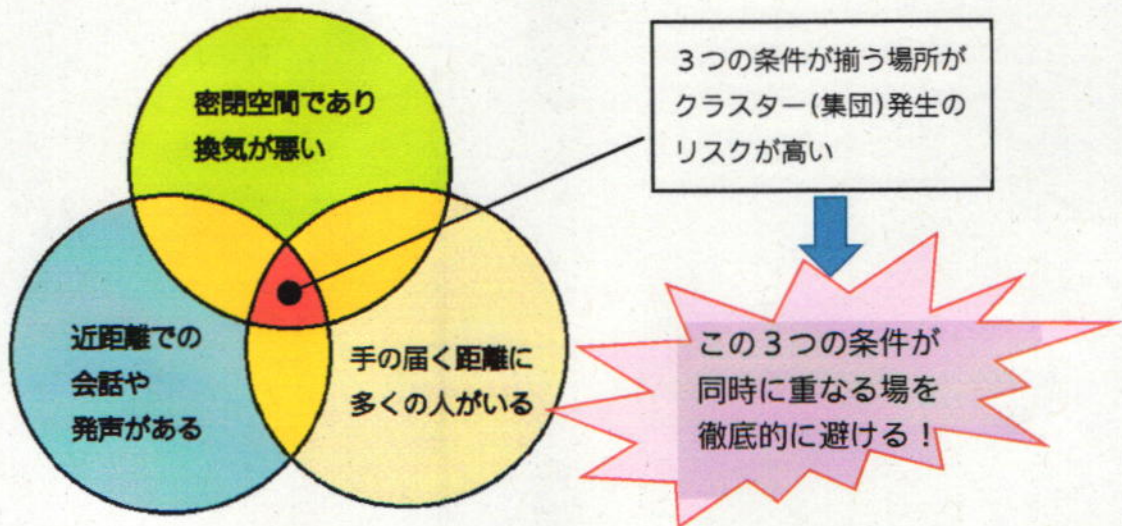 密閉空間であり
換気が悪い
近距離での
会話や
発声がある
手の届く距離に
多くの人がいる
3つの条件が揃う場所が
クラスター(集団)発生の
リスクが高い
この3つの条件が
同時に重なる場を
徹底的に避ける!